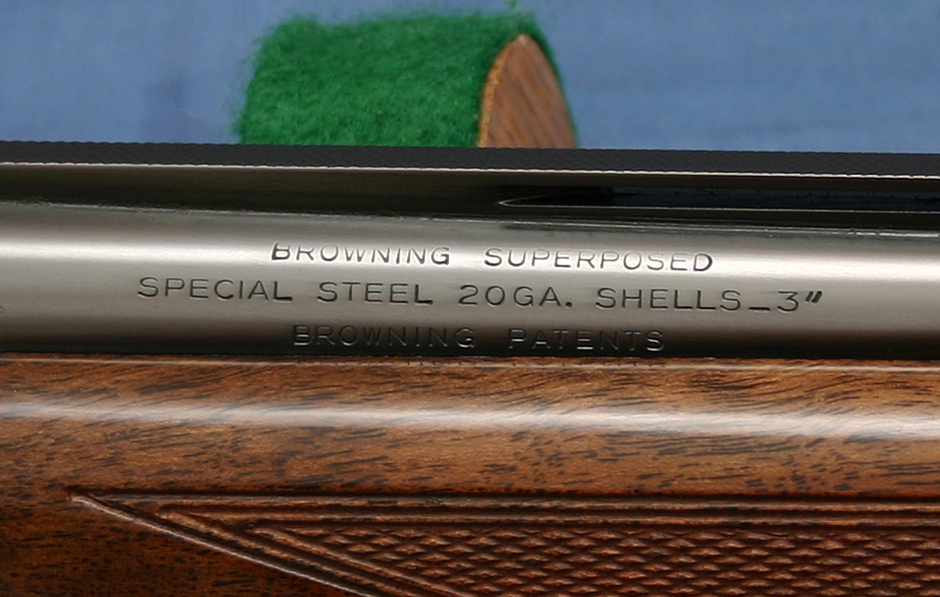 BROWNING SUPERPOSED
SPECIAL STEEL 20GA. SHELLS_3"
BROWNING PATENTS